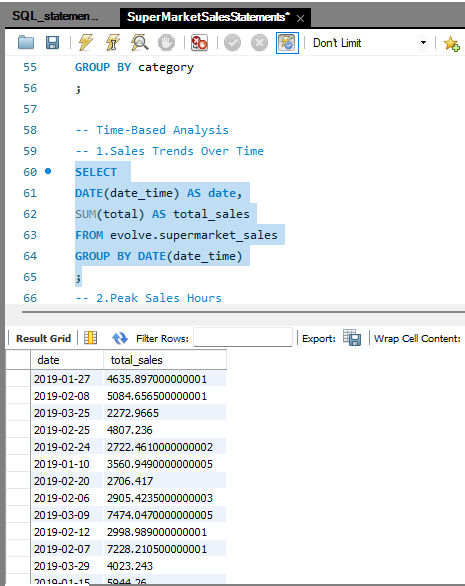 SQL_statemen...
SuperMarketSalesStatements*
Don't Limit
55 GROUP BY category
56 ;
57
58 -- Time-Based Analysis
59 -- 1.Sales Trends Over Time
60 SELECT
61 DATE(date_time) AS date,
62 SUM(total) AS total_sales
63 FROM evolve.supermarket_sales
64 GROUP BY DATE(date_time)
65 ;
66 -- 2.Peak Sales Hours
Result Grid Filter Rows: Export: Wrap Cell Content:
date total_sales
2019-01-27 4635.897000000001
2019-02-08 5084.656500000001
2019-03-25 2272.9665
2019-02-25 4807.236
2019-02-24 2722.4610000000002
2019-01-10 3560.9490000000005
2019-02-20 2706.417
2019-02-06 2905.4235000000003
2019-03-09 7474.0470000000005
2019-02-12 2998.989000000001
2019-02-07 7228.210500000001
2019-03-29 4023.243
2019-01-15 5944.26